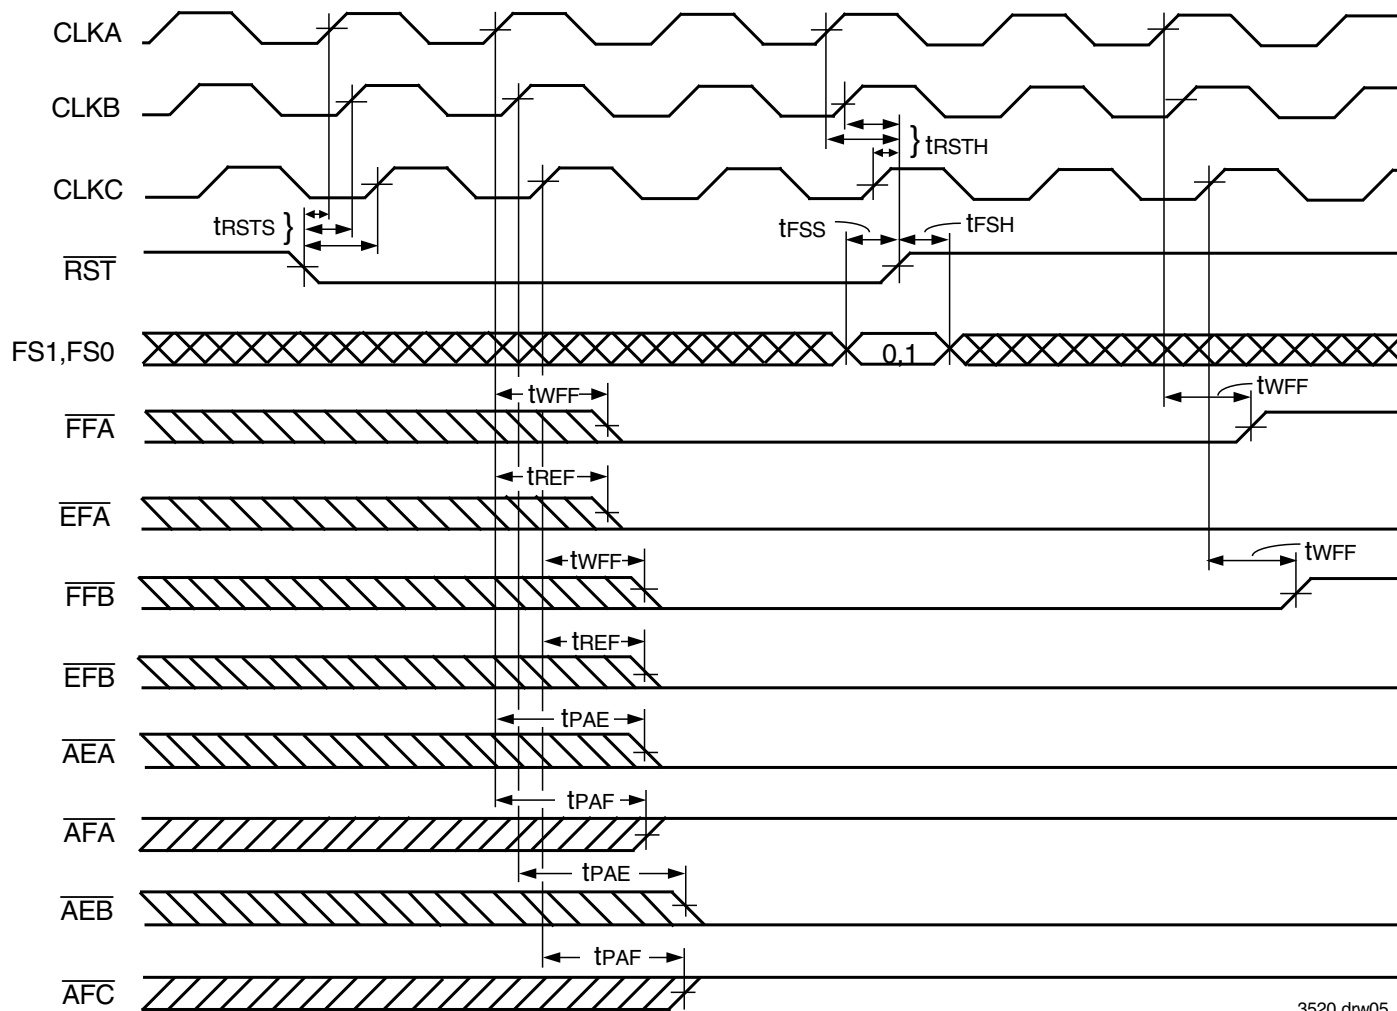 CLKA
CLKB
} tRSTH
CLKC
tRSTS }
tFSS
tFSH
RST
FS1,FS0
0,1
tWFF
tWFF
FFA
tREF
EFA
tWFF
tWFF
FFB
tREF
EFB
tPAE
AEA
tPAF
AFA
tPAE
AEB
tPAF
AFC
3520 drw05